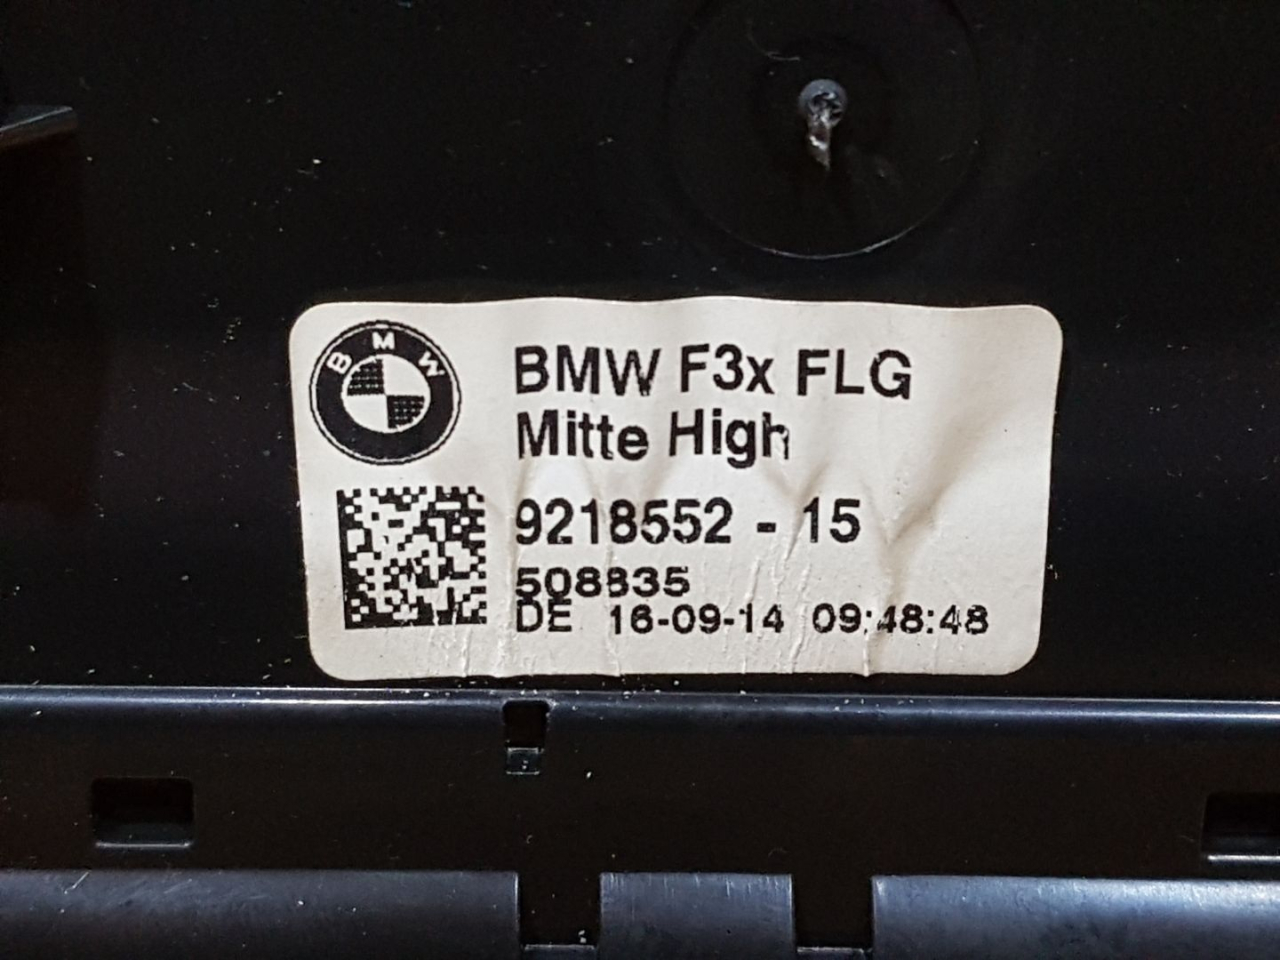 BMW
BMW F3x FLG
Mitte High
9218552 - 15
508835
DE 16-09-14 09:48:48